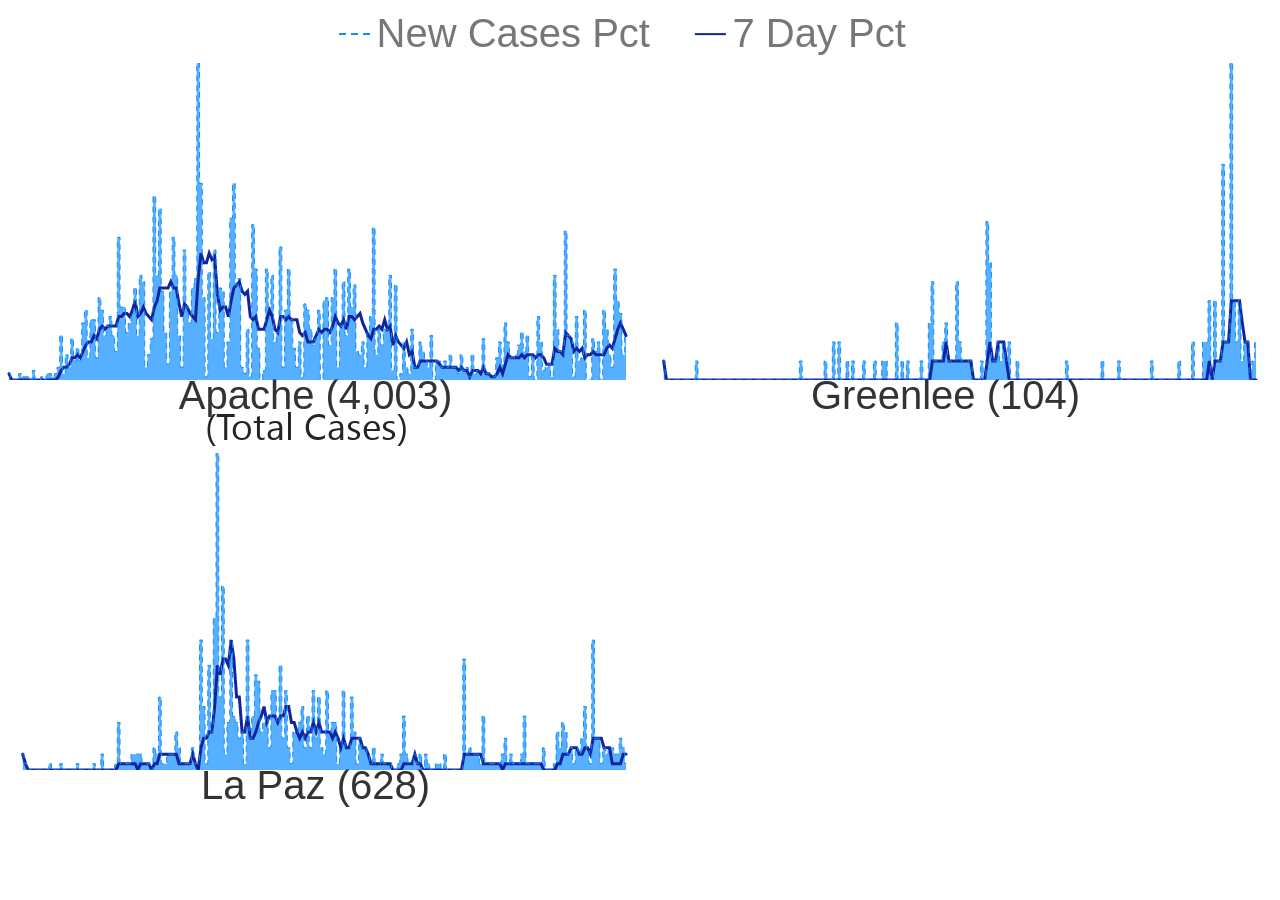 New Cases Pct 7 Day Pct
Apache (4,003)
(Total Cases)
Greenlee (104)
La Paz (628)